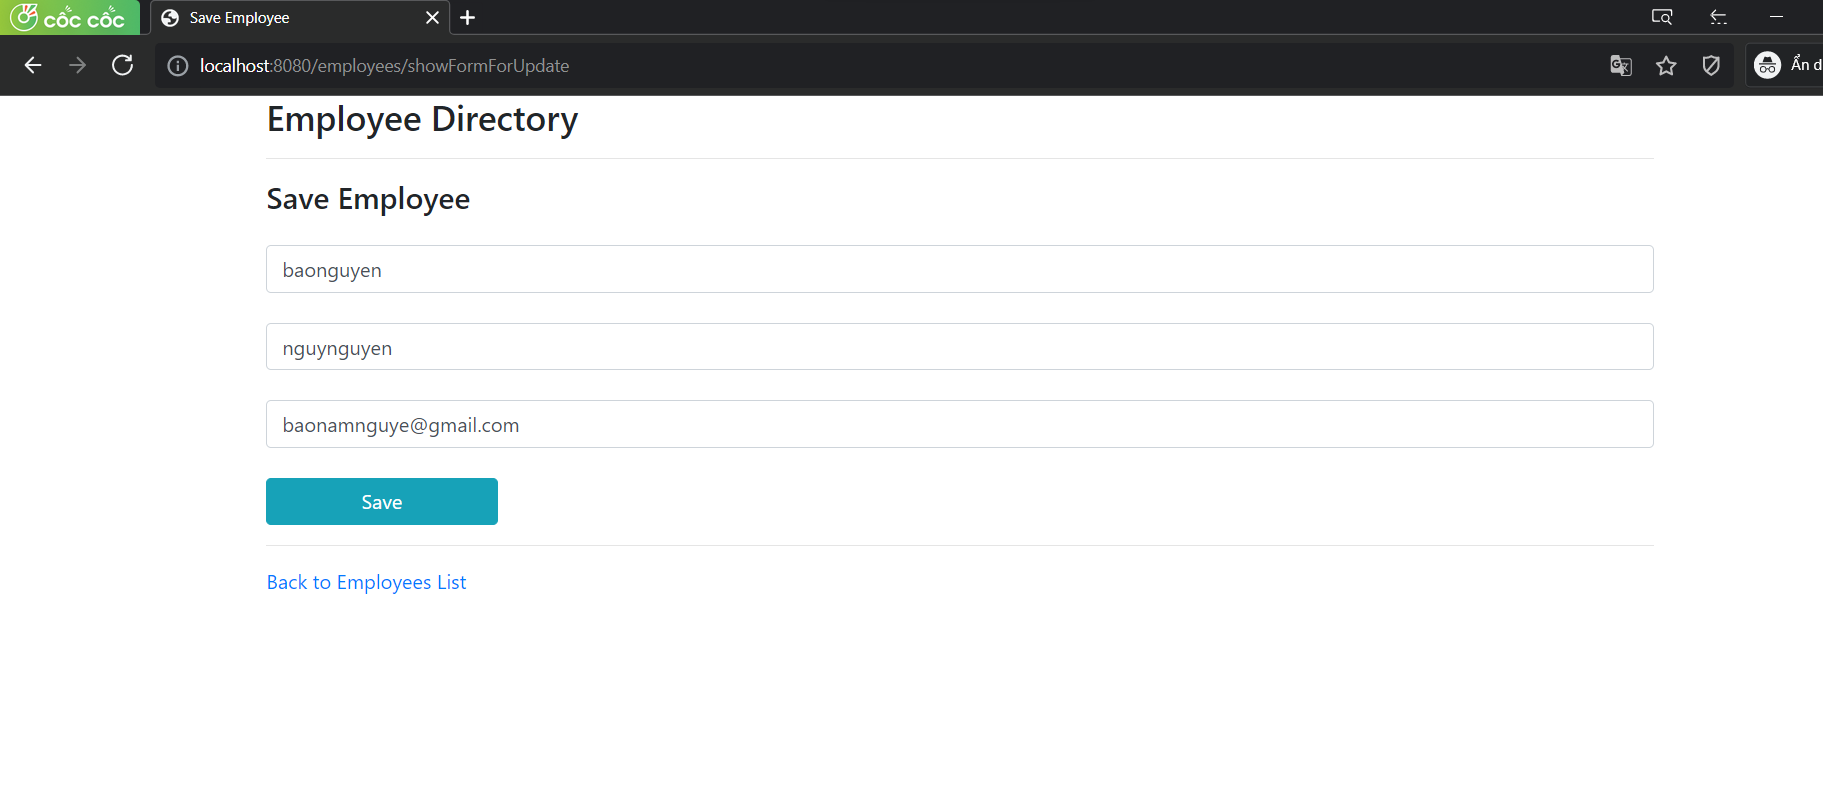 cốc cốc
Save Employee
localhost:8080/employees/showFormForUpdate
Ẩn d
Employee Directory
Save Employee
baonguyen
nguynguyen
baonamnguye@gmail.com
Save
Back to Employees List